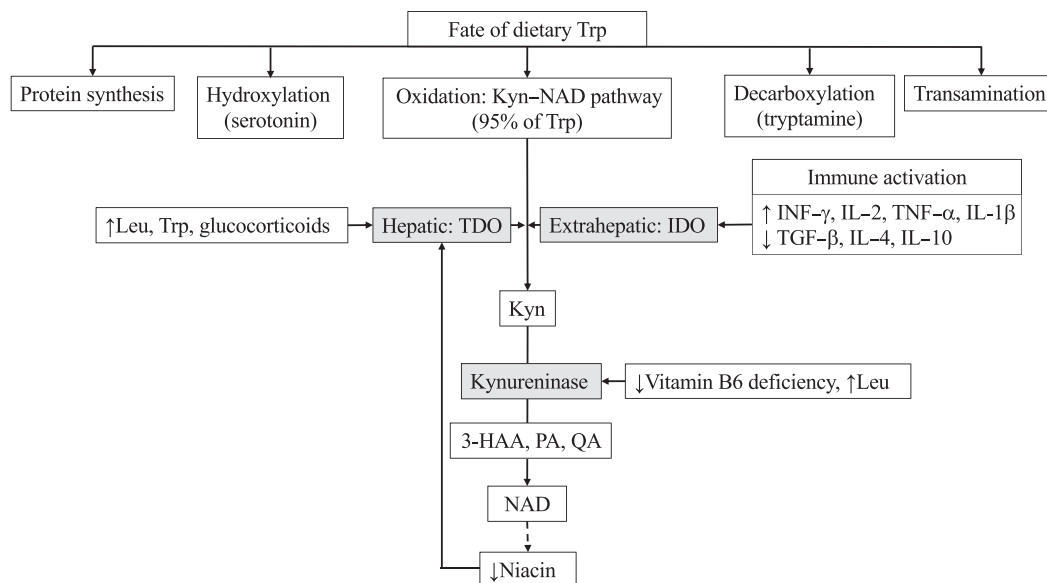 Fate of dietary Trp
Protein synthesis
Hydroxylation
(serotonin)
Oxidation: Kyn–NAD pathway
(95% of Trp)
Decarboxylation
(tryptamine)
Transamination
Immune activation
↑ INF–γ, IL–2, TNF–α, IL–1β
↓ TGF–β, IL–4, IL–10
↑Leu, Trp, glucocorticoids
Hepatic: TDO
Extrahepatic: IDO
Kyn
Kynureninase
↓Vitamin B6 deficiency, ↑Leu
3-HAA, PA, QA
NAD
↓Niacin